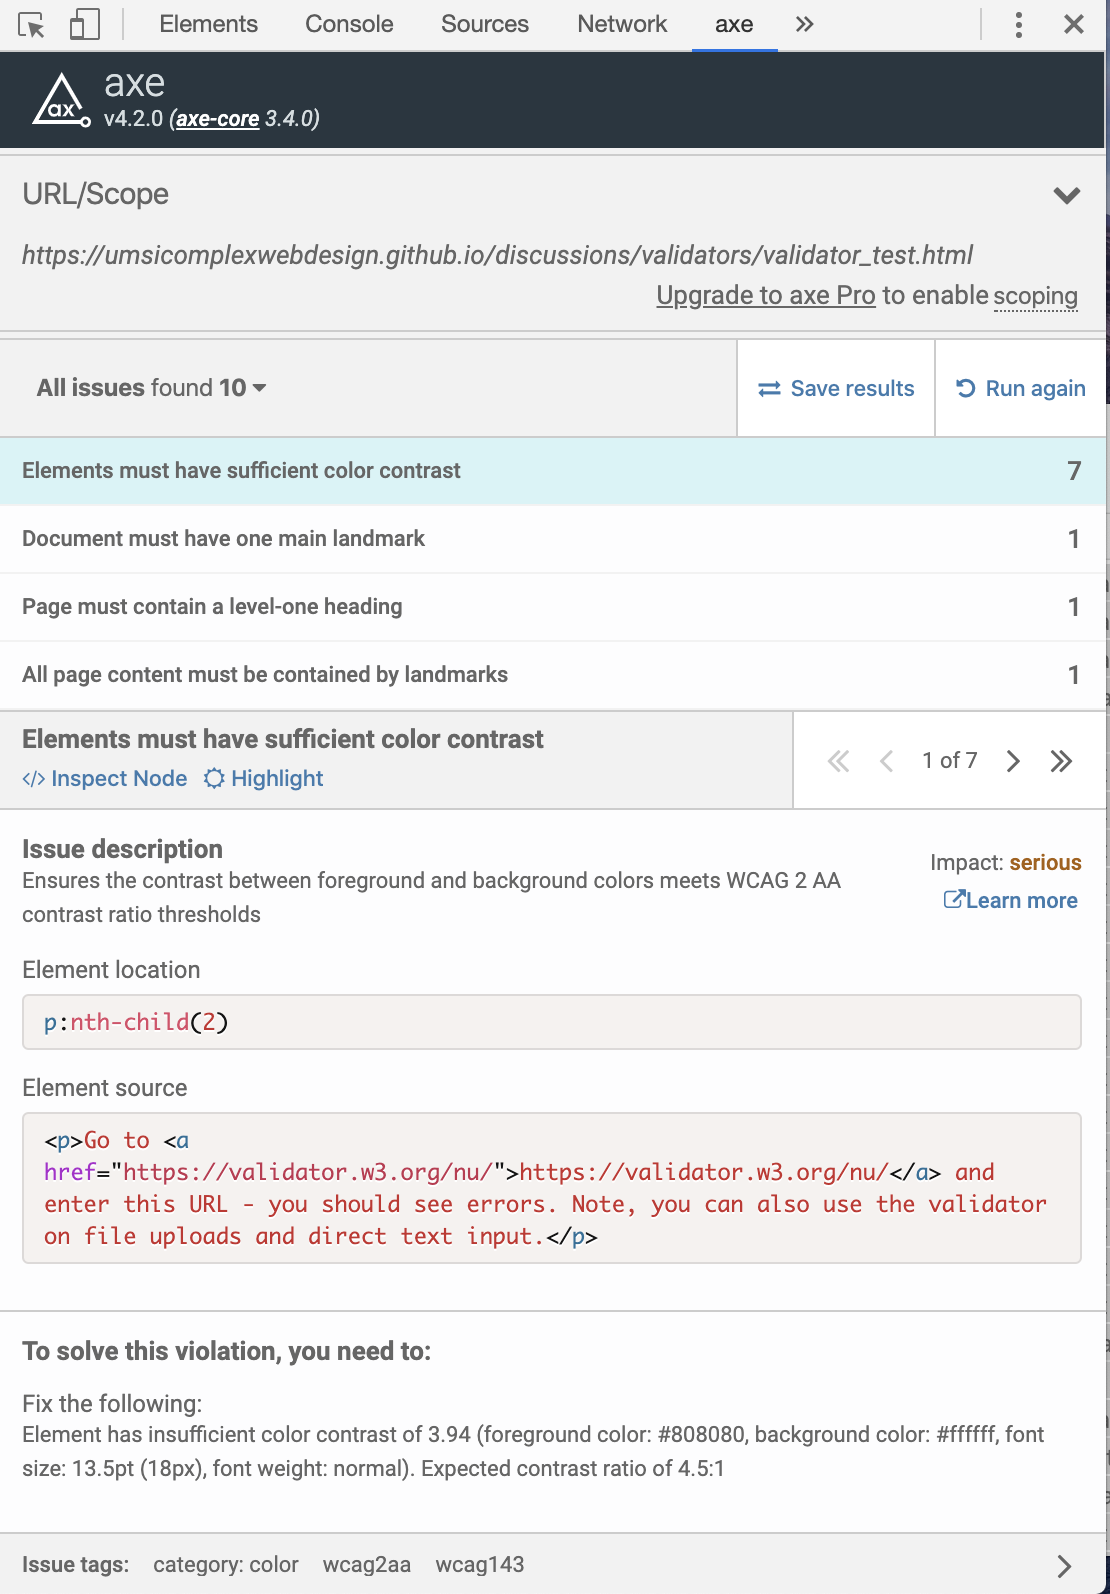 Elements Console Sources Network axe
ax axe
v4.2.0 (axe-core 3.4.0)
URL/Scope
https://umsicomplexwebdesign.github.io/discussions/validators/validator_test.html
Upgrade to axe Pro to enable scoping
All issues found 10 Save results Run again
Elements must have sufficient color contrast 7
Document must have one main landmark 1
Page must contain a level-one heading 1
All page content must be contained by landmarks 1
Elements must have sufficient color contrast
</> Inspect Node Highlight 1 of 7
Issue description
Impact: serious
Ensures the contrast between foreground and background colors meets WCAG 2 AA
contrast ratio thresholds
Learn more
Element location
p:nth-child(2)
Element source
<p>Go to <a
href="https://validator.w3.org/nu/">https://validator.w3.org/nu/</a> and
enter this URL - you should see errors. Note, you can also use the validator
on file uploads and direct text input.</p>
To solve this violation, you need to:
Fix the following:
Element has insufficient color contrast of 3.94 (foreground color: #808080, background color: #ffffff, font
size: 13.5pt (18px), font weight: normal). Expected contrast ratio of 4.5:1
Issue tags: category: color wcag2aa wcag143